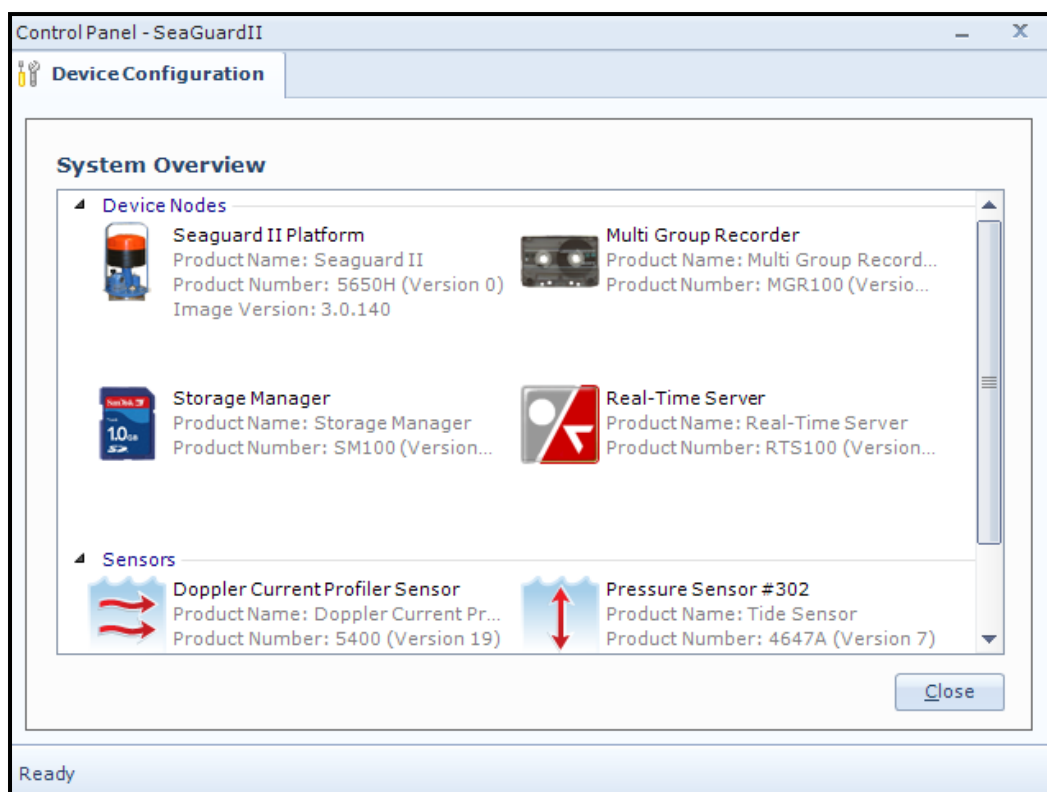 Control Panel - SeaGuardII
Device Configuration
System Overview
Device Nodes
Seaguard II Platform
Product Name: Seaguard II
Product Number: 5650H (Version 0)
Image Version: 3.0.140
Multi Group Recorder
Product Name: Multi Group Record...
Product Number: MGR100 (Versio...
SanDisk
1.0GB
SD
Storage Manager
Product Name: Storage Manager
Product Number: SM100 (Version...
Real-Time Server
Product Name: Real-Time Server
Product Number: RTS100 (Version...
Sensors
Doppler Current Profiler Sensor
Product Name: Doppler Current Pr...
Product Number: 5400 (Version 19)
Pressure Sensor #302
Product Name: Tide Sensor
Product Number: 4647A (Version 7)
Close
Ready